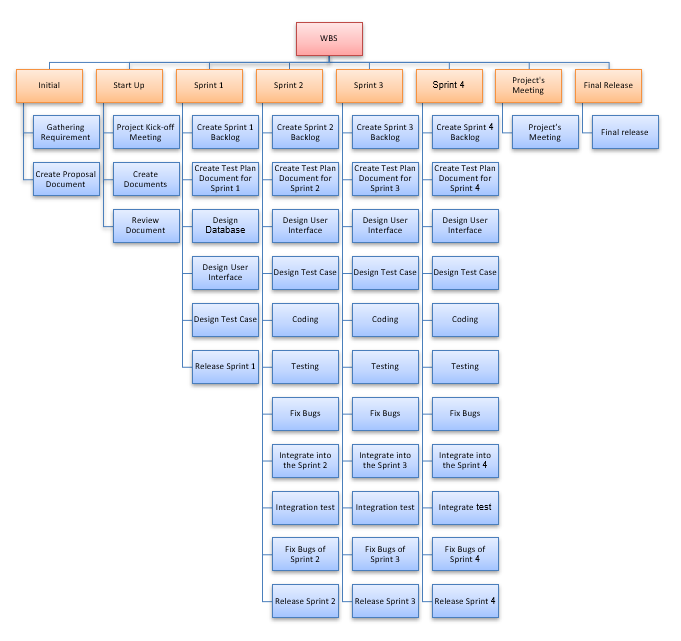 WBS
Initial
Start Up
Sprint 1
Sprint 2
Sprint 3
Sprint 4
Project's
Meeting
Final Release
Gathering
Requirement
Create Proposal
Document
Project Kick-off
Meeting
Create
Documents
Review
Document
Create Sprint 1
Backlog
Create Test Plan
Document for
Sprint 1
Design
Database
Design User
Interface
Design Test Case
Release Sprint 1
Create Sprint 2
Backlog
Create Test Plan
Document for
Sprint 2
Design User
Interface
Design Test Case
Coding
Testing
Fix Bugs
Integrate into
the Sprint 2
Integration test
Fix Bugs of
Sprint 2
Release Sprint 2
Create Sprint 3
Backlog
Create Test Plan
Document for
Sprint 3
Design User
Interface
Design Test Case
Coding
Testing
Fix Bugs
Integrate into
the Sprint 3
Integration test
Fix Bugs of
Sprint 3
Release Sprint 3
Create Sprint 4
Backlog
Create Test Plan
Document for
Sprint 4
Design User
Interface
Design Test Case
Coding
Testing
Fix Bugs
Integrate into
the Sprint 4
Integrate test
Fix Bugs of
Sprint 4
Release Sprint 4
Project's
Meeting
Final release